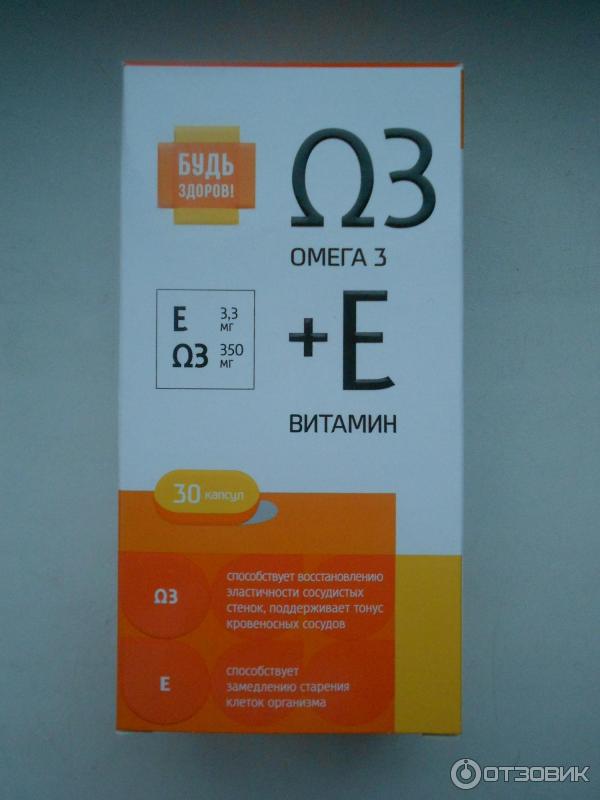 БУДЬ
ЗДОРОВ!
Ω3
ОМЕГА 3
E 3,3 мг
Ω3 350 мг
+E
ВИТАМИН
30 капсул
Ω3
способствует восстановлению
эластичности сосудистых
стенок, поддерживает тонус
кровеносных сосудов
E
способствует
замедлению старения
клеток организма
ОТЗОВИК